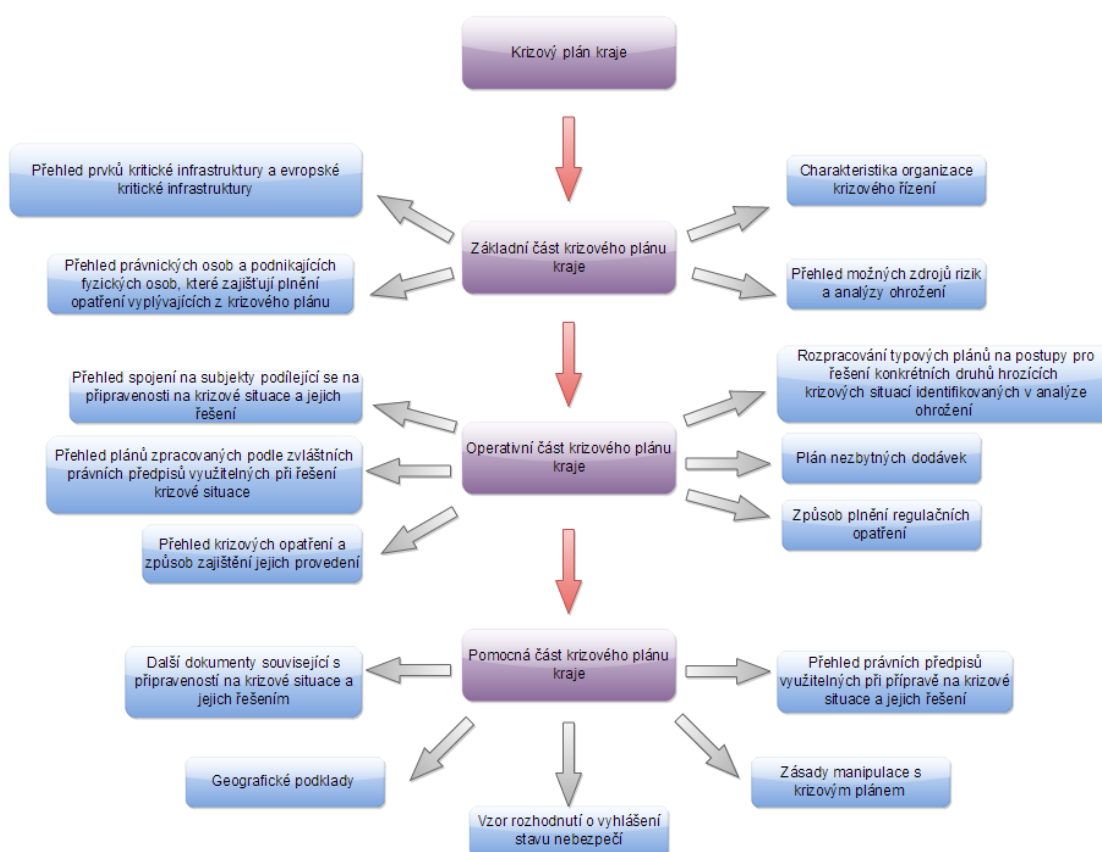 Krizový plán kraje
Přehled prvků kritické infrastruktury a evropské
kritické infrastruktury
Charakteristika organizace
krizového řízení
Základní část krizového plánu
kraje
Přehled právnických osob a podnikajících
fyzických osob, které zajišťují plnění
opatření vyplývajících z krizového plánu
Přehled možných zdrojů rizik
a analýzy ohrožení
Přehled spojení na subjekty podílející se na
připravenosti na krizové situace a jejich
řešení
Rozpracování typových plánů na postupy pro
řešení konkrétních druhů hrozících
krizových situací identifikovaných v analýze
ohrožení
Operativní část krizového plánu
kraje
Přehled plánů zpracovaných podle zvláštních
právních předpisů využitelných při řešení
krizové situace
Plán nezbytných dodávek
Přehled krizových opatření a
způsob zajištění jejich provedení
Způsob plnění regulačních
opatření
Pomocná část krizového plánu
kraje
Další dokumenty související s
připraveností na krizové situace a
jejich řešením
Přehled právních předpisů
využitelných při přípravě na krizové
situace a jejich řešení
Geografické podklady
Vzor rozhodnutí o vyhlášení
stavu nebezpečí
Zásady manipulace s
krizovým plánem